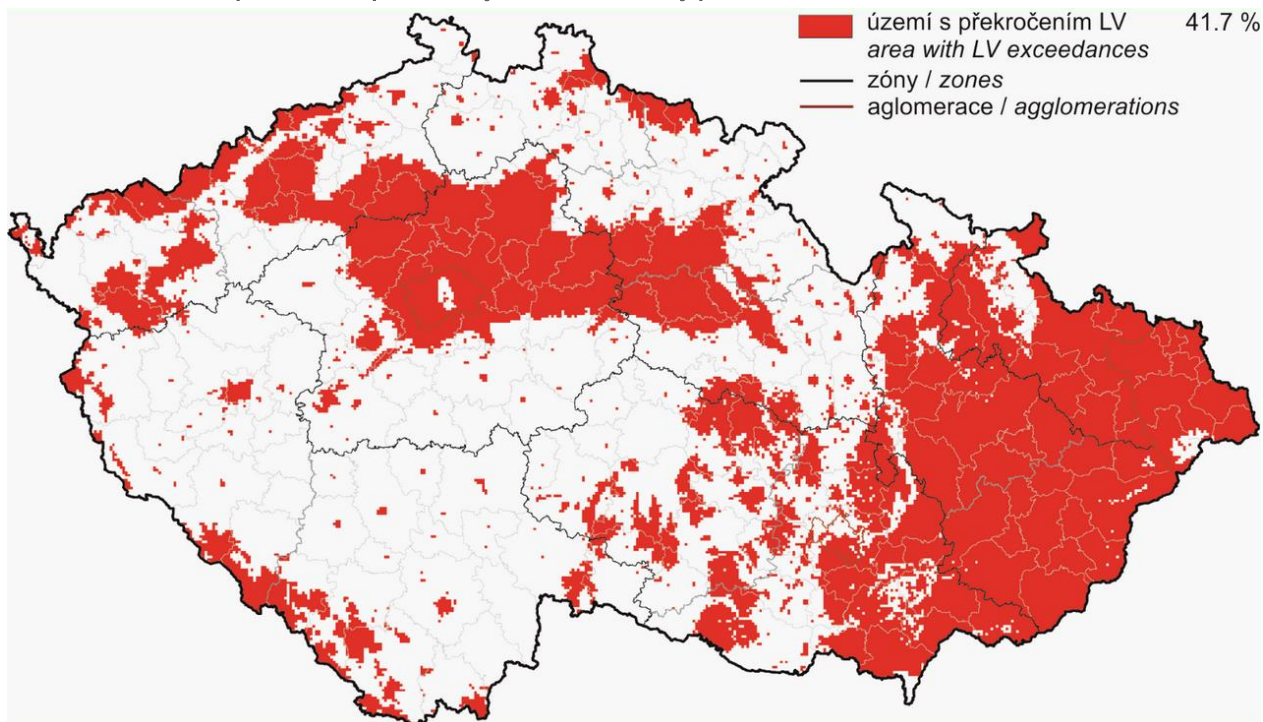 území s překročením LV 41.7 %
area with LV exceedances
zóny / zones
aglomerace / agglomerations